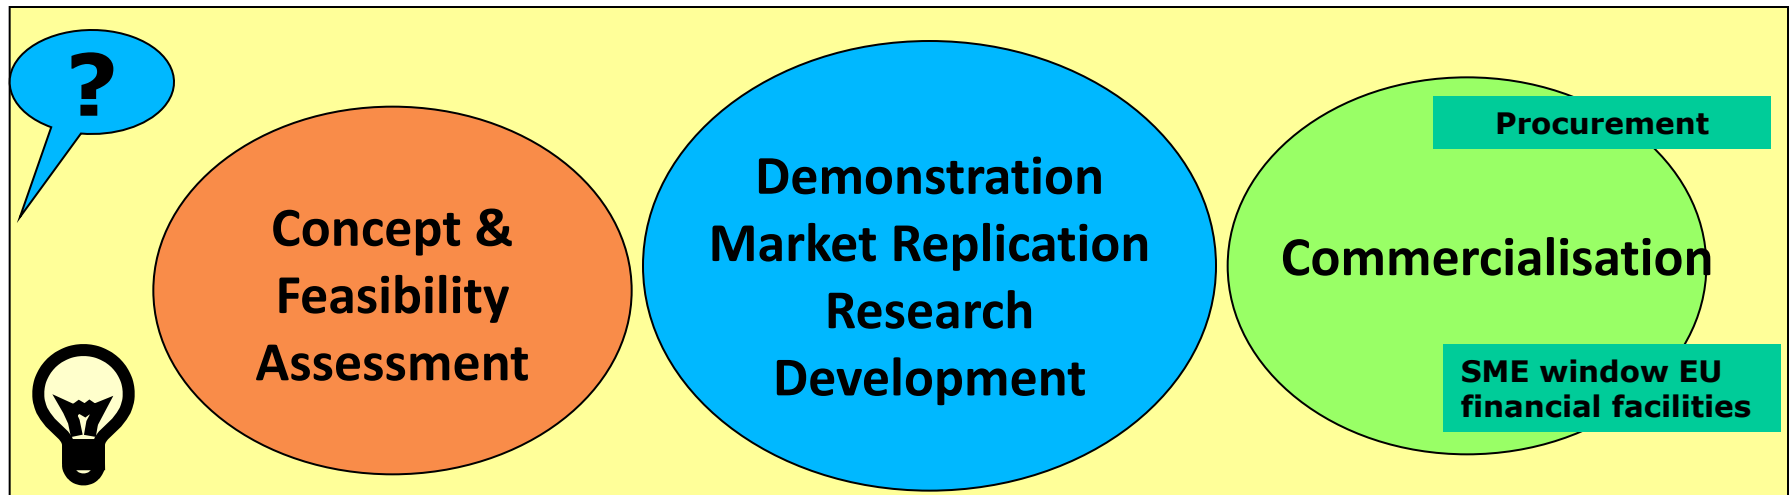 ?
Concept &
Feasibility
Assessment
Demonstration
Market Replication
Research
Development
Procurement
Commercialisation
SME window EU
financial facilities